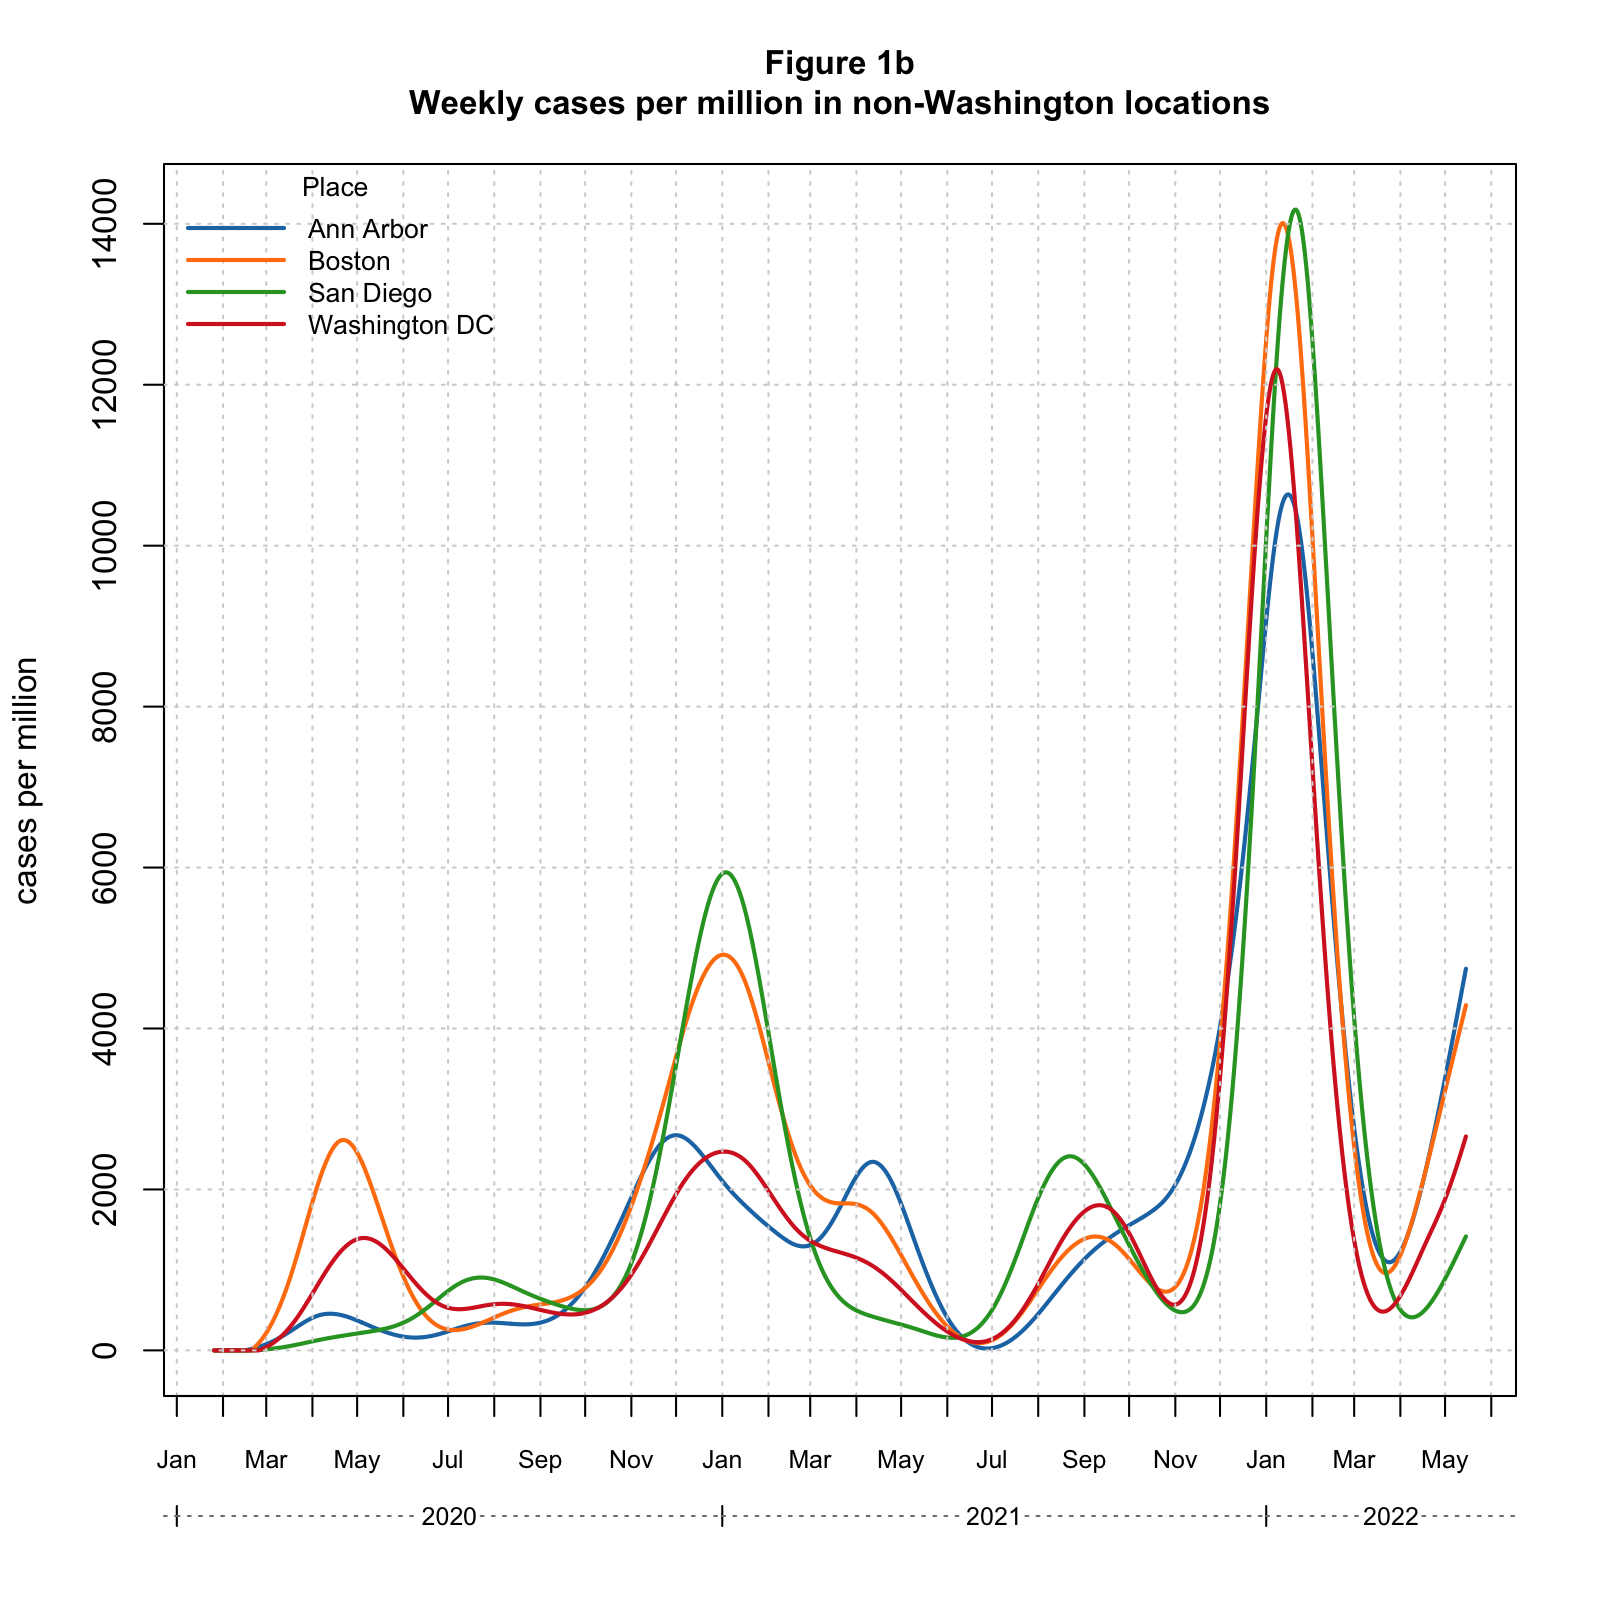 Figure 1b
Weekly cases per million in non-Washington locations
Place
Ann Arbor
Boston
San Diego
Washington DC
cases per million
14000
12000
10000
8000
6000
4000
2000
0
Jan Mar May Jul Sep Nov Jan Mar May Jul Sep Nov Jan Mar May
2020 2021 2022